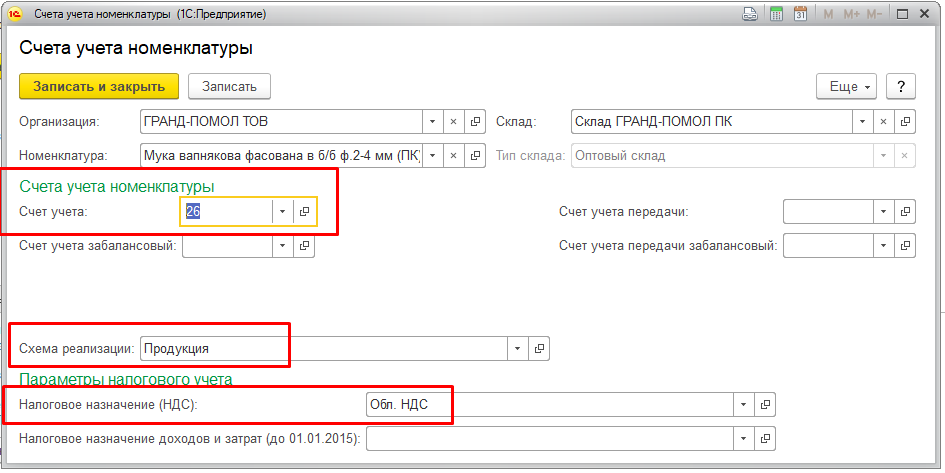 1С Счета учета номенклатуры (1С:Предприятие) 31 M M+ M−
Счета учета номенклатуры
Записать и закрыть Записать Еще ?
Организация: ГРАНД-ПОМОЛ ТОВ Склад: Склад ГРАНД-ПОМОЛ ПК
Номенклатура: Мука вапнякова фасована в б/б ф.2-4 мм (ПК) Тип склада: Оптовый склад
Счета учета номенклатуры
Счет учета: 26 Счет учета передачи:
Счет учета забалансовый: Счет учета передачи забалансовый:
Схема реализации: Продукция
Параметры налогового учета
Налоговое назначение (НДС): Обл. НДС
Налоговое назначение доходов и затрат (до 01.01.2015):